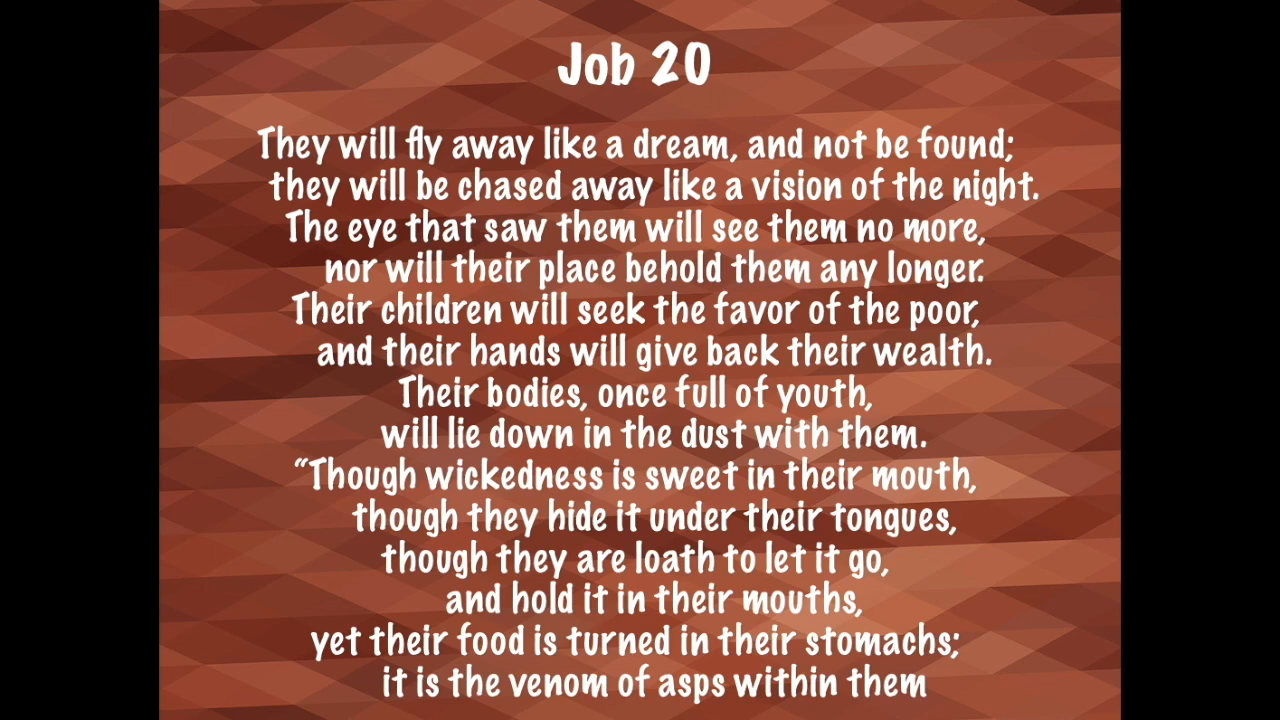 Job 20
They will fly away like a dream, and not be found;
they will be chased away like a vision of the night.
The eye that saw them will see them no more,
nor will their place behold them any longer.
Their children will seek the favor of the poor,
and their hands will give back their wealth.
Their bodies, once full of youth,
will lie down in the dust with them.
“Though wickedness is sweet in their mouth,
though they hide it under their tongues,
though they are loath to let it go,
and hold it in their mouths,
yet their food is turned in their stomachs;
it is the venom of asps within them